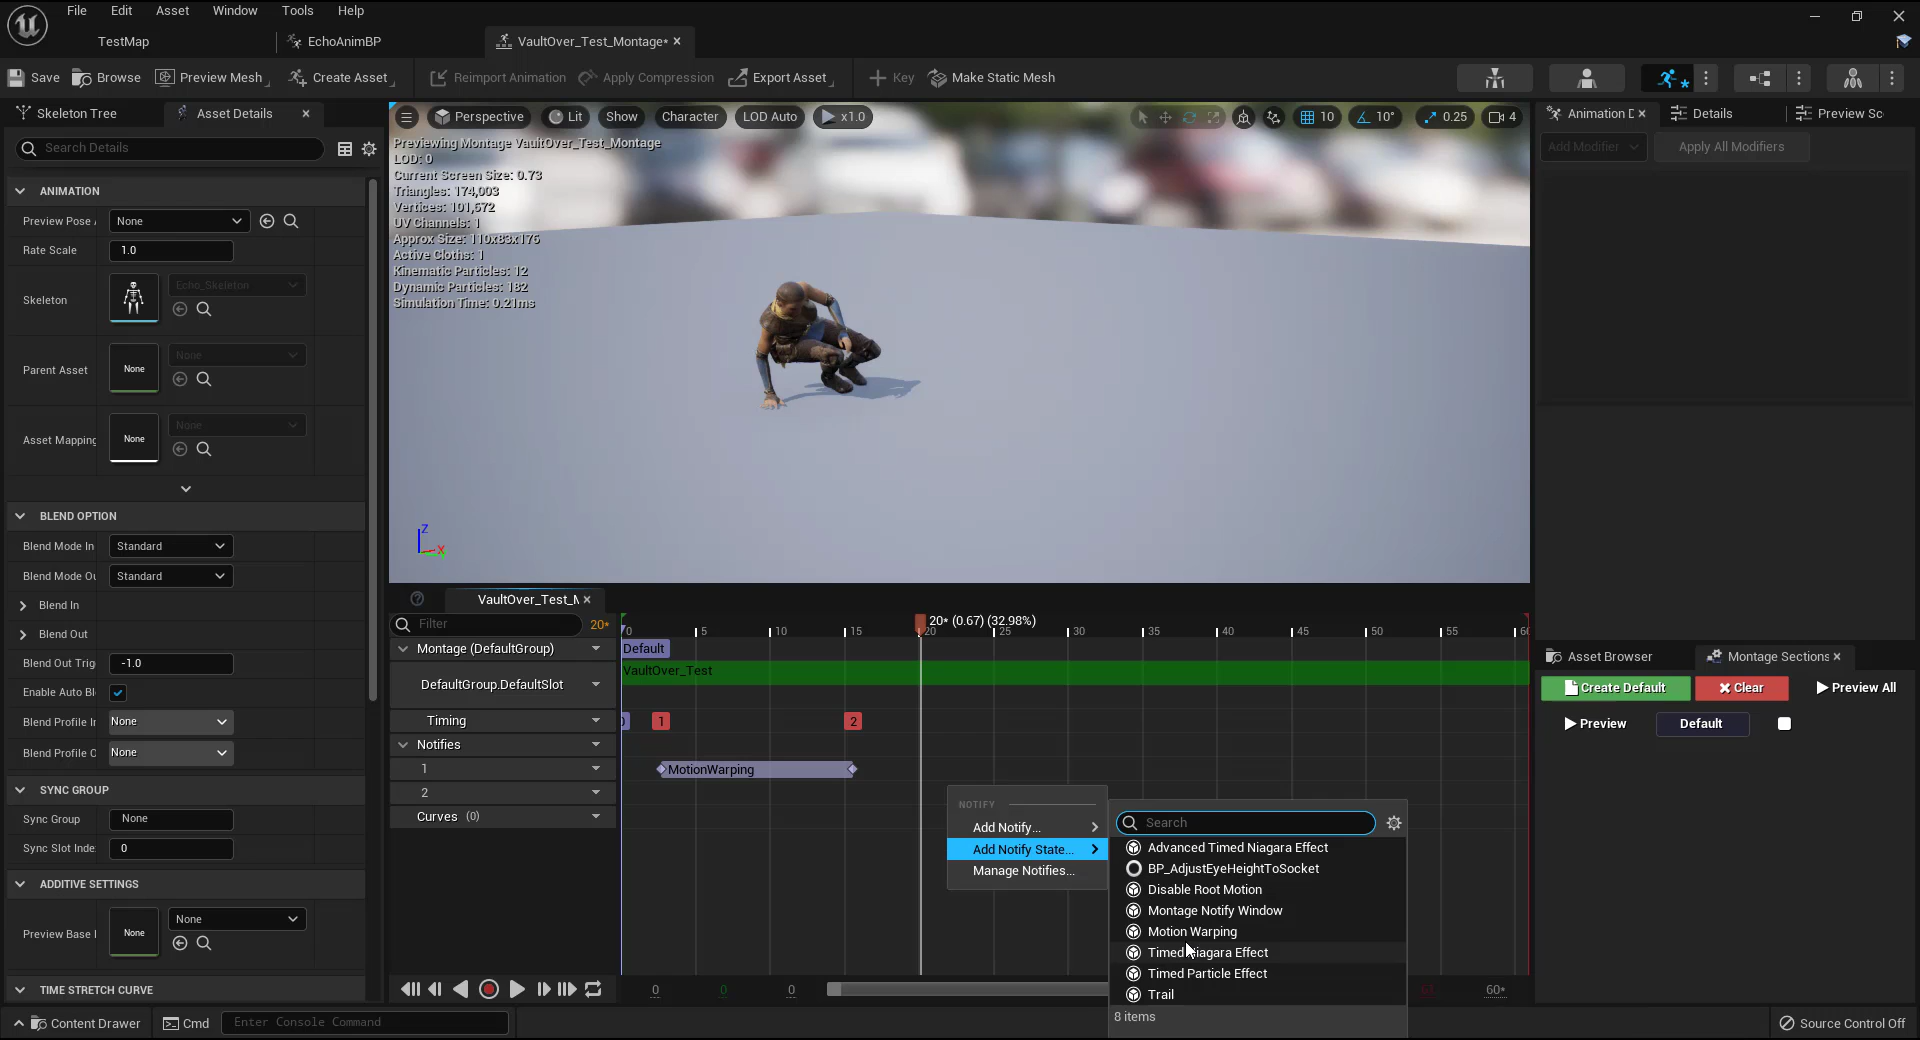 File Edit Asset Window Tools Help
TestMap EchoAnimBP VaultOver_Test_Montage*
Save Browse Preview Mesh Create Asset Reimport Animation Apply Compression Export Asset Key Make Static Mesh
Skeleton Tree Asset Details
Search Details
ANIMATION
Preview Pose None
Rate Scale 1.0
Skeleton Echo_Skeleton
Parent Asset None None
Asset Mapping None None
BLEND OPTION
Blend Mode In Standard
Blend Mode Ou Standard
Blend In
Blend Out
Blend Out Trig -1.0
Enable Auto Bl
Blend Profile I None
Blend Profile O None
SYNC GROUP
Sync Group None
Sync Slot Inde 0
ADDITIVE SETTINGS
Preview Base None None
TIME STRETCH CURVE
Perspective Lit Show Character LOD Auto x1.0 10 10° 0.25 4
Previewing Montage VaultOver_Test_Montage
LOD: 0
Current Screen Size: 0.73
Triangles: 174,003
Vertices: 101,672
UV Channels: 1
Approx Size: 110x83x175
Active Cloths: 1
Kinematic Particles: 12
Dynamic Particles: 182
Simulation Time: 0.21ms
Z
X
VaultOver_Test_M
Filter 20*
20* (0.67) (32.98%)
0 5 10 15 20 25 30 35 40 45 50 55 60
Montage (DefaultGroup) Default
VaultOver_Test
DefaultGroup.DefaultSlot
Timing 1 2
Notifies
1 MotionWarping
2
Curves (0)
NOTIFY
Add Notify...
Add Notify State...
Manage Notifies...
Search
Advanced Timed Niagara Effect
BP_AdjustEyeHeightToSocket
Disable Root Motion
Montage Notify Window
Motion Warping
Timed Niagara Effect
Timed Particle Effect
Trail
8 items
0 0 0 60*
Animation D Details Preview Sc
Add Modifier Apply All Modifiers
Asset Browser Montage Sections
Create Default Clear Preview All
Preview Default
Content Drawer Cmd Enter Console Command Source Control Off